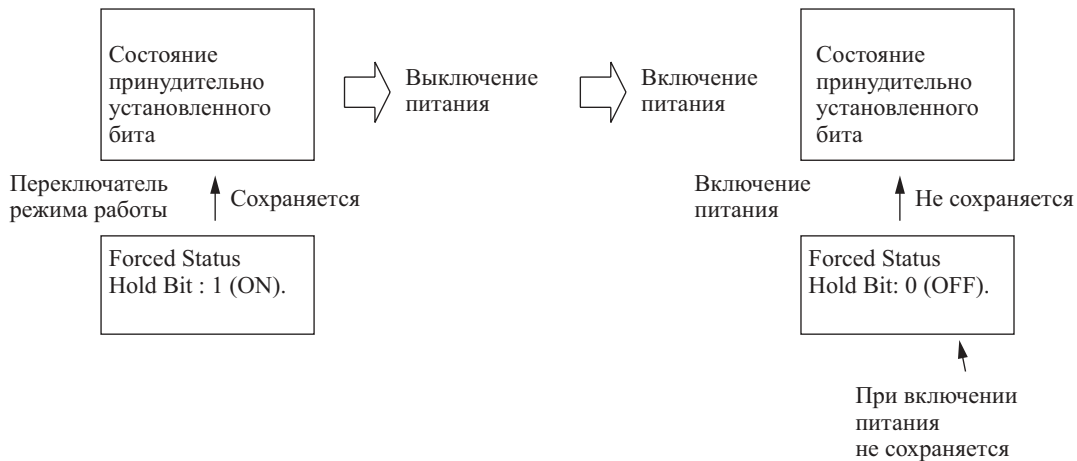 Состояние
принудительно
установленного
бита
Выключение
питания
Включение
питания
Состояние
принудительно
установленного
бита
Переключатель
режима работы
Сохраняется
Включение
питания
Не сохраняется
Forced Status
Hold Bit : 1 (ON).
Forced Status
Hold Bit: 0 (OFF).
При включении
питания
не сохраняется